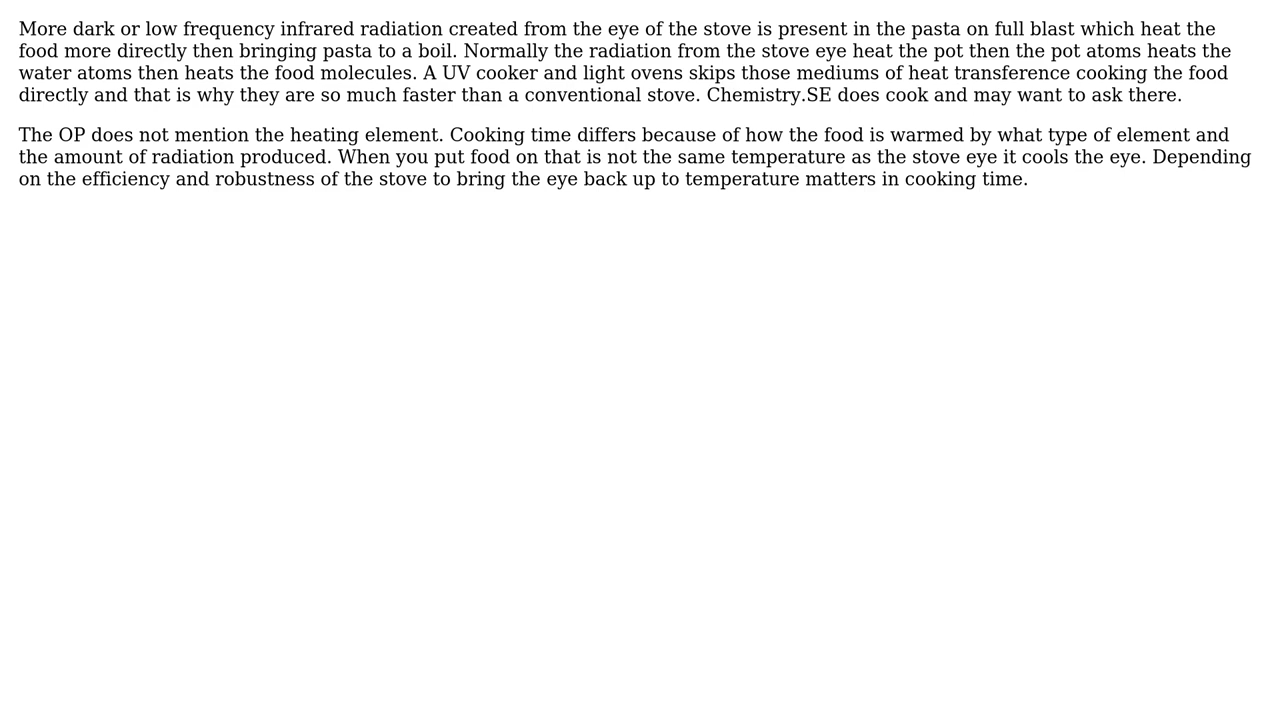 More dark or low frequency infrared radiation created from the eye of the stove is present in the pasta on full blast which heat the
food more directly then bringing pasta to a boil. Normally the radiation from the stove eye heat the pot then the pot atoms heats the
water atoms then heats the food molecules. A UV cooker and light ovens skips those mediums of heat transference cooking the food
directly and that is why they are so much faster than a conventional stove. Chemistry.SE does cook and may want to ask there.
The OP does not mention the heating element. Cooking time differs because of how the food is warmed by what type of element and
the amount of radiation produced. When you put food on that is not the same temperature as the stove eye it cools the eye. Depending
on the efficiency and robustness of the stove to bring the eye back up to temperature matters in cooking time.